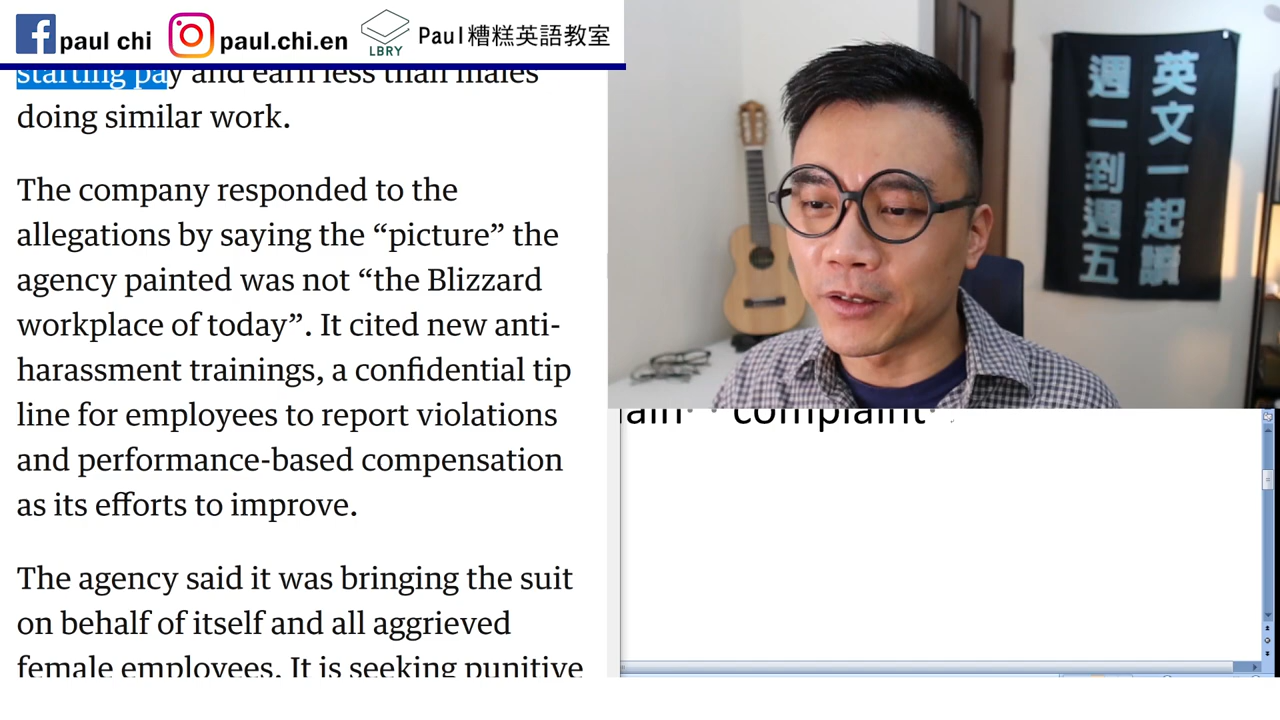 paul chi
paul.chi.en
LBRY
Paul糟糕英語教室
starting pay and earn less than males
doing similar work.
The company responded to the
allegations by saying the “picture” the
agency painted was not “the Blizzard
workplace of today”. It cited new anti-
harassment trainings, a confidential tip
line for employees to report violations
and performance-based compensation
as its efforts to improve.
The agency said it was bringing the suit
on behalf of itself and all aggrieved
female employees. It is seeking punitive
英文一起讀
週一到週五
complaint